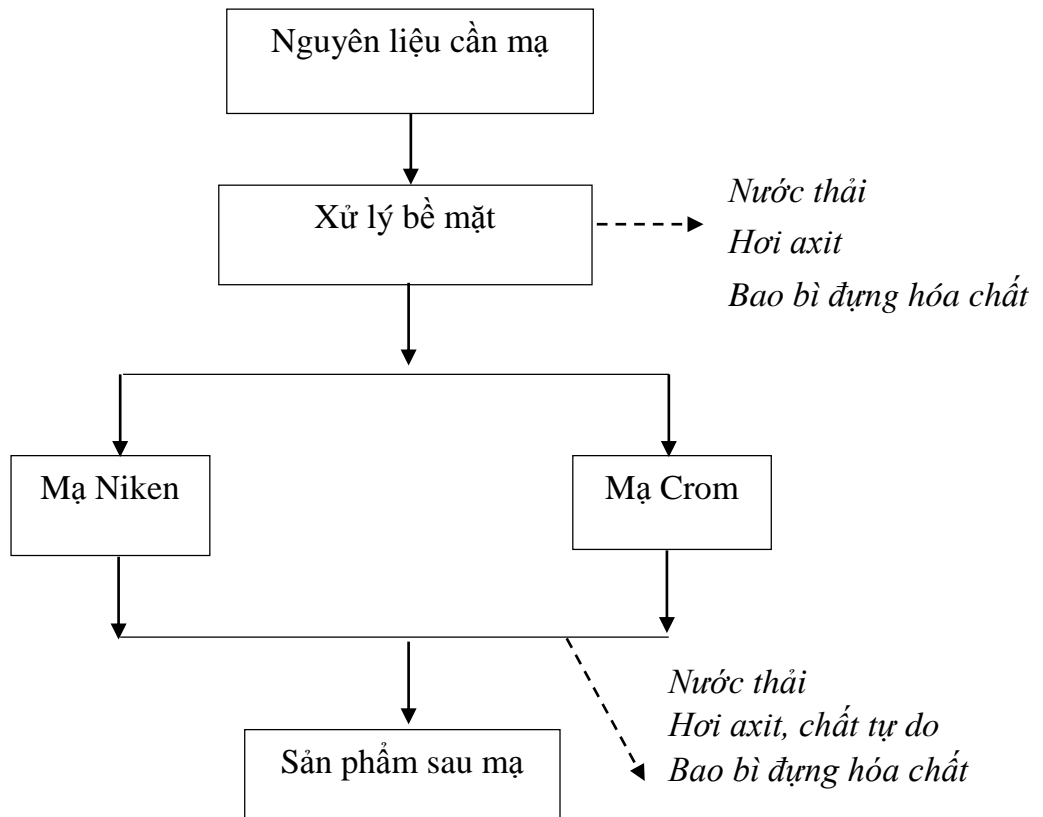 Nguyên liệu cần mạ
Xử lý bề mặt
Nước thải
Hơi axit
Bao bì đựng hóa chất
Mạ Niken
Mạ Crom
Nước thải
Hơi axit, chất tự do
Bao bì đựng hóa chất
Sản phẩm sau mạ